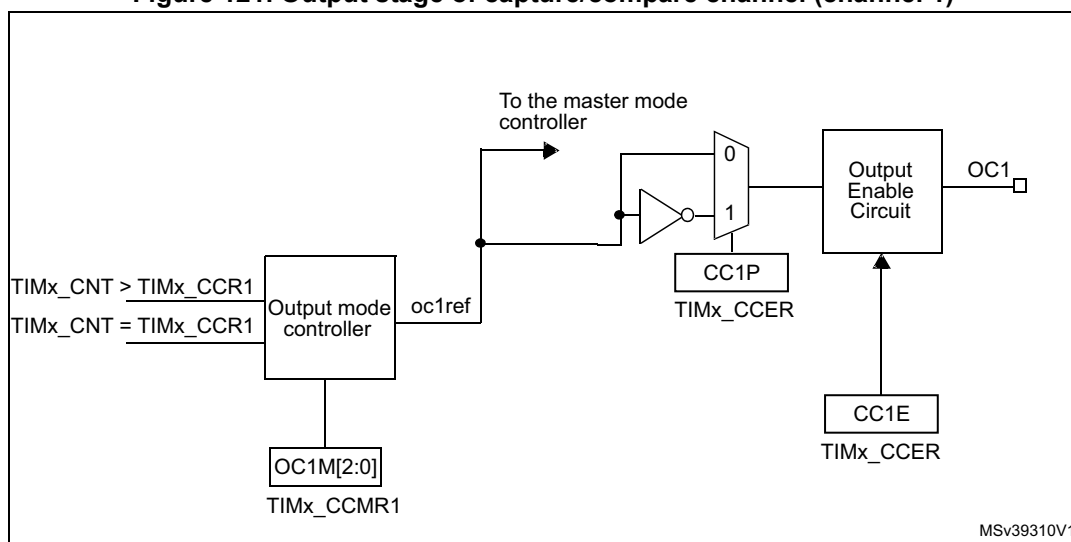 To the master mode
controller
0
1
Output
Enable
Circuit
OC1
CC1P
TIMx_CCER
TIMx_CNT > TIMx_CCR1
TIMx_CNT = TIMx_CCR1
Output mode
controller
oc1ref
CC1E
TIMx_CCER
OC1M[2:0]
TIMx_CCMR1
MSv39310V1